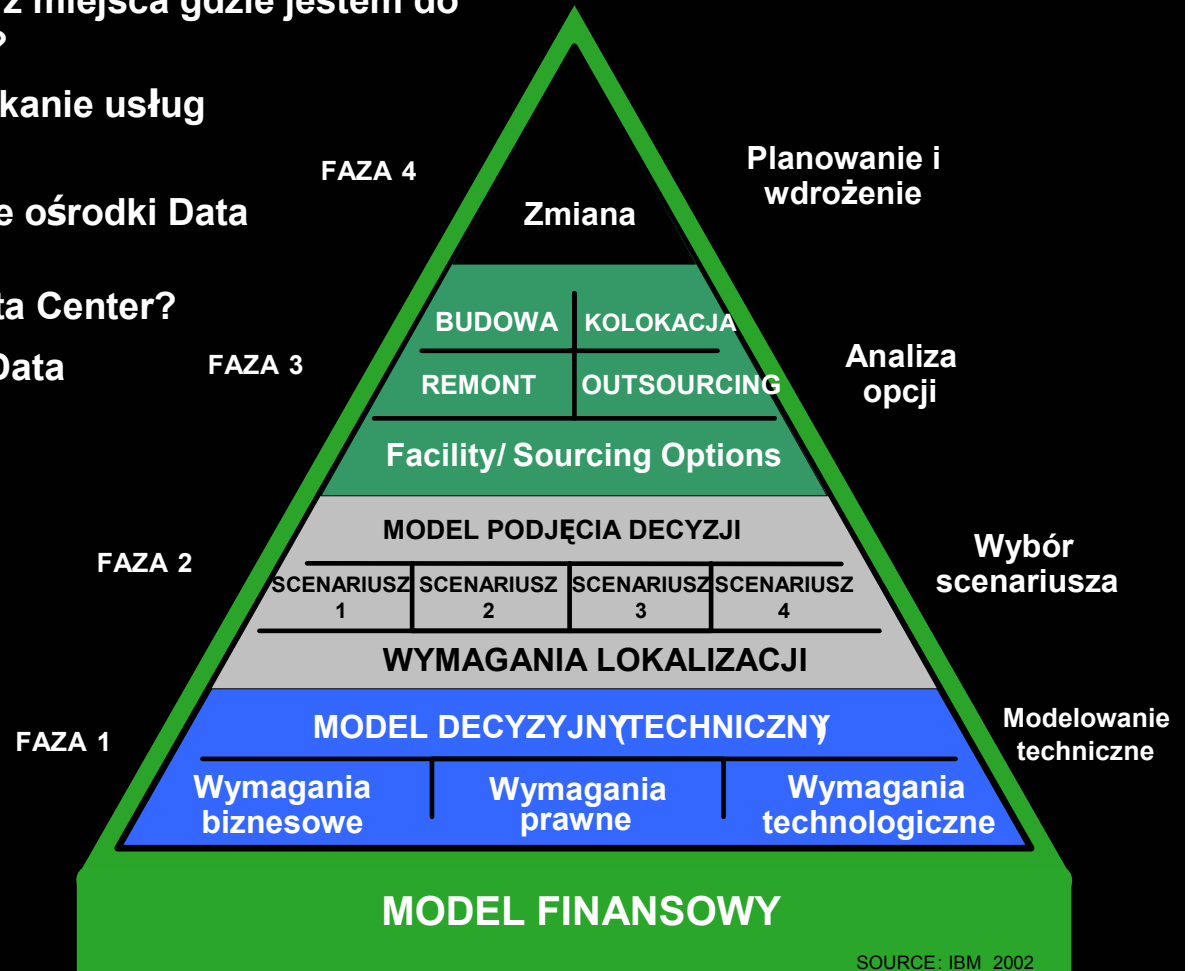 z miejsca gdzie jestem do
?
kanie usług
e ośrodki Data
ta Center?
Data
FAZA 4
Zmiana
Planowanie i
wdrożenie
FAZA 3
BUDOWA KOLOKACJA
REMONT OUTSOURCING
Facility/ Sourcing Options
Analiza
opcji
FAZA 2
MODEL PODJĘCIA DECYZJI
SCENARIUSZ SCENARIUSZ SCENARIUSZ SCENARIUSZ
1 2 3 4
WYMAGANIA LOKALIZACJI
Wybór
scenariusza
FAZA 1
MODEL DECYZYJNY(TECHNICZNY)
Wymagania
biznesowe
Wymagania
prawne
Wymagania
technologiczne
Modelowanie
techniczne
MODEL FINANSOWY
SOURCE: IBM 2002